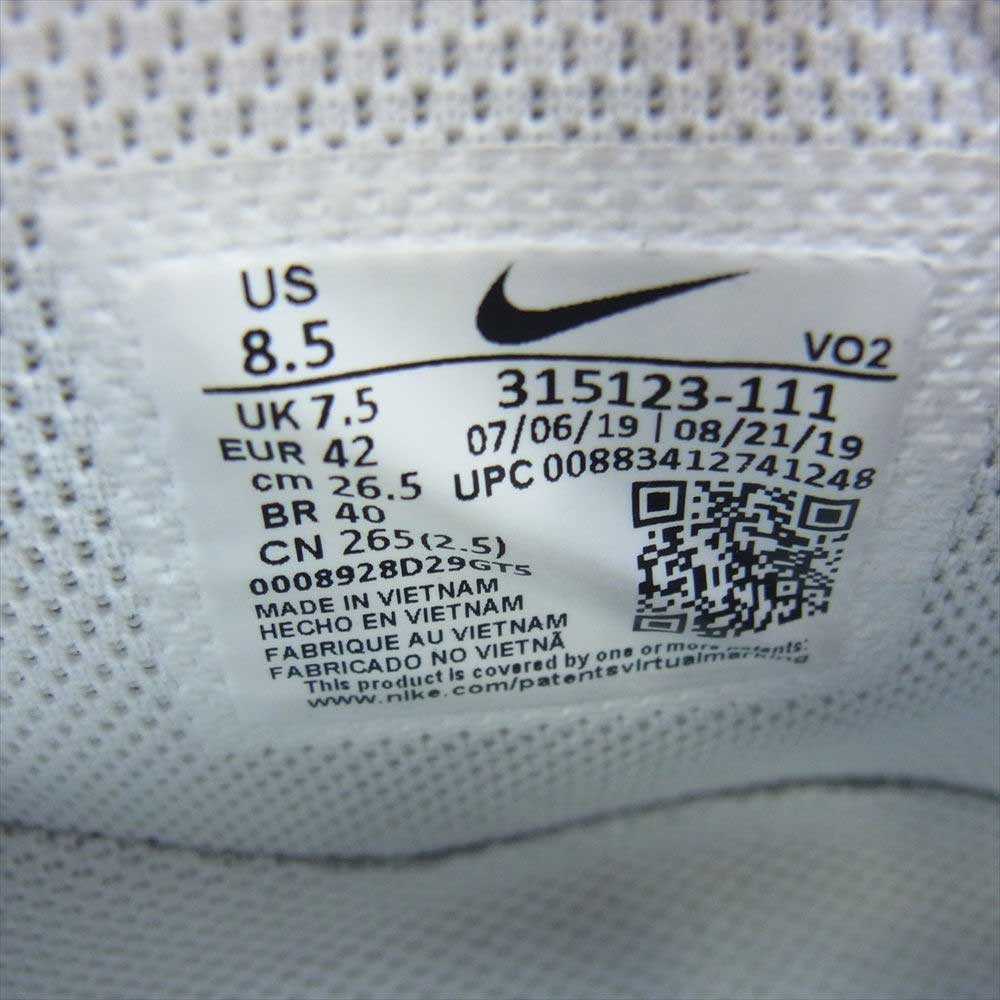 US
8.5
VO2
UK 7.5
EUR 42
cm 26.5
BR 40
CN 265(2.5)
315123-111
07/06/19 | 08/21/19
UPC 00883412741248
0008928D29GT5
MADE IN VIETNAM
HECHO EN VIETNAM
FABRIQUE AU VIETNAM
FABRICADO NO VIETNÃ
This product is covered by one or more patents:
www.nike.com/patentsvirtualmarking